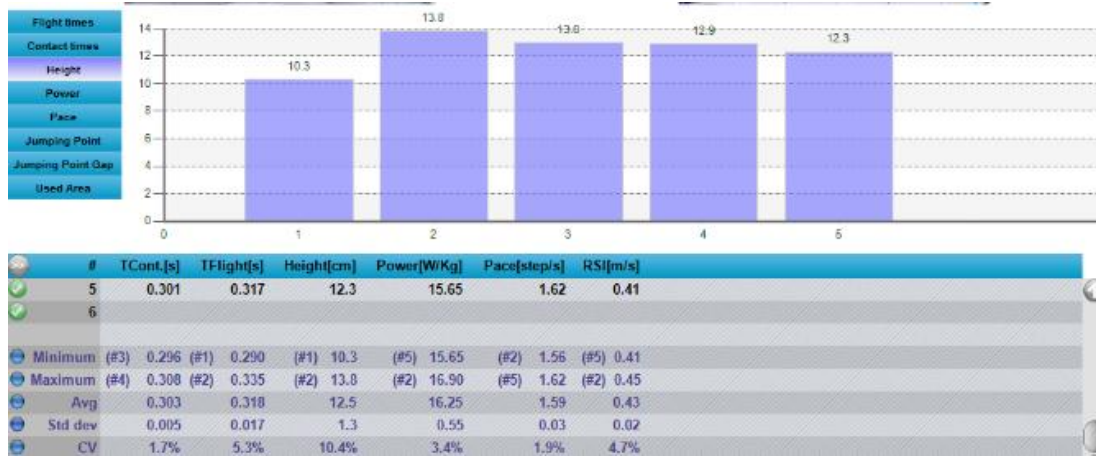 Flight times
Contact times
Height
Power
Pace
Jumping Point
Jumping Point Gap
Used Area
14
12
10
8
6
4
2
0
10.3
13.8
13.0
12.9
12.3
0 1 2 3 4 5
# TCont.[s] TFlight[s] Height[cm] Power[W/Kg] Pace[step/s] RSI[m/s]
5 0.301 0.317 12.3 15.65 1.62 0.41
6
Minimum (#3) 0.296 (#1) 0.290 (#1) 10.3 (#5) 15.65 (#2) 1.56 (#5) 0.41
Maximum (#4) 0.308 (#2) 0.335 (#2) 13.8 (#2) 16.90 (#5) 1.62 (#2) 0.45
Avg 0.303 0.318 12.5 16.25 1.59 0.43
Std dev 0.005 0.017 1.3 0.55 0.03 0.02
CV 1.7% 5.3% 10.4% 3.4% 1.9% 4.7%